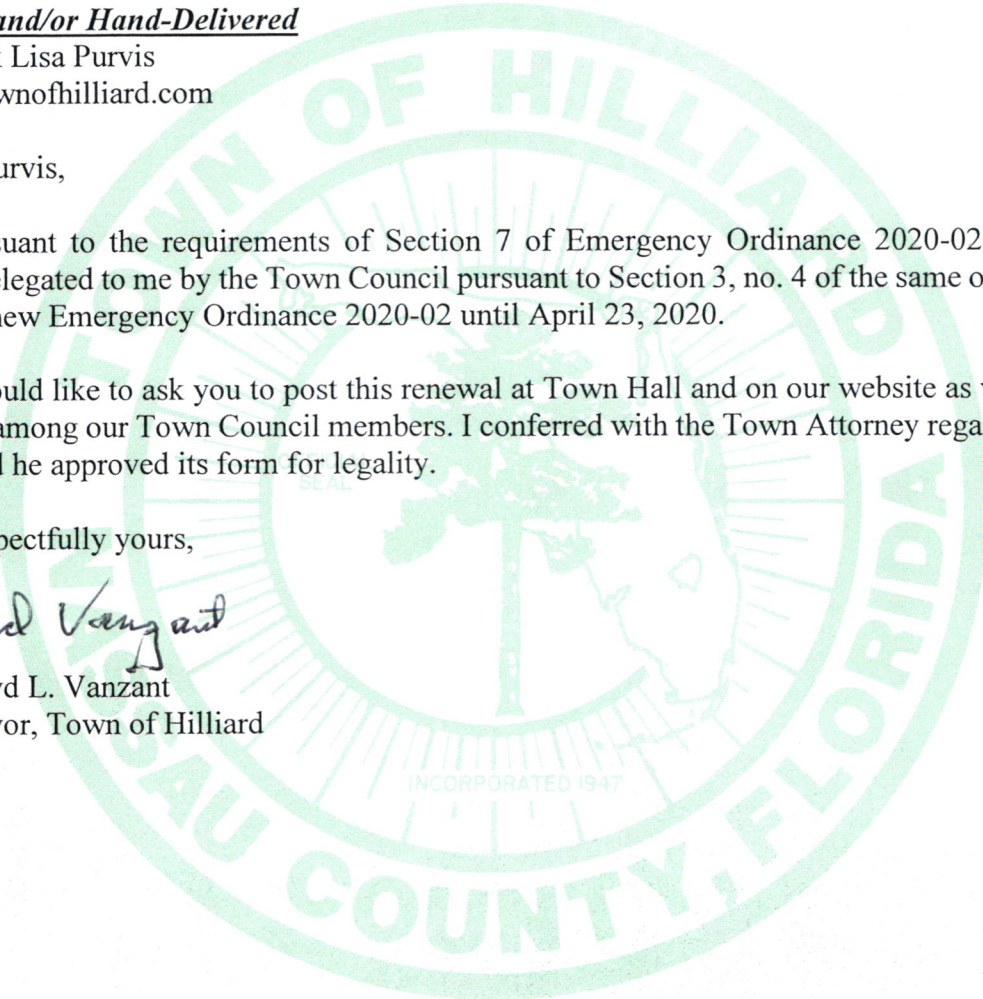 and/or Hand-Delivered
Lisa Purvis
wnofhilliard.com
urvis,
suant to the requirements of Section 7 of Emergency Ordinance 2020-02
elegated to me by the Town Council pursuant to Section 3, no. 4 of the same o
new Emergency Ordinance 2020-02 until April 23, 2020.
ould like to ask you to post this renewal at Town Hall and on our website as
among our Town Council members. I conferred with the Town Attorney rega
d he approved its form for legality.
pectfully yours,
d Vanzant
yd L. Vanzant
yor, Town of Hilliard
TOWN OF HILLIARD
NASSAU COUNTY, FLORIDA
SEAL
INCORPORATED 1947